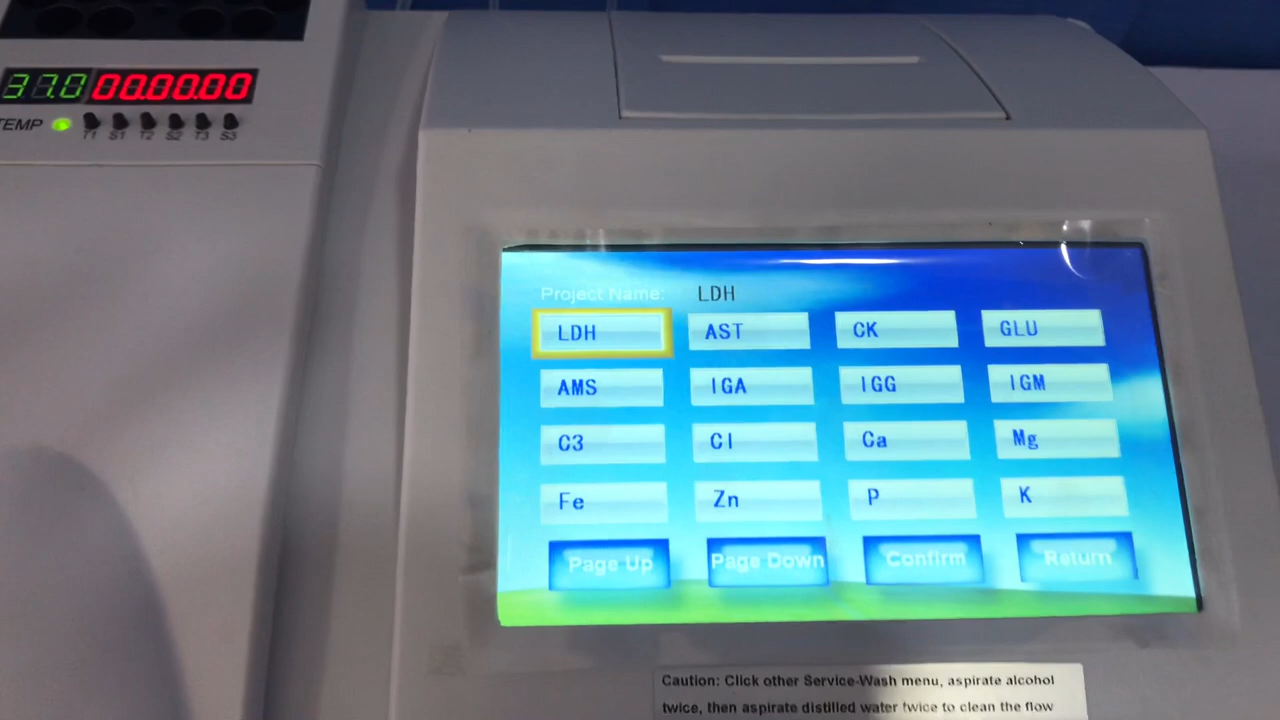 37.0 00.00.00
TEMP T1 S1 T2 S2 T3 S3
Project Name: LDH
LDH AST CK GLU
AMS IGA IGG IGM
C3 Cl Ca Mg
Fe Zn P K
Page Up Page Down Confirm Return
Caution: Click other Service-Wash menu, aspirate alcohol
twice, then aspirate distilled water twice to clean the flow